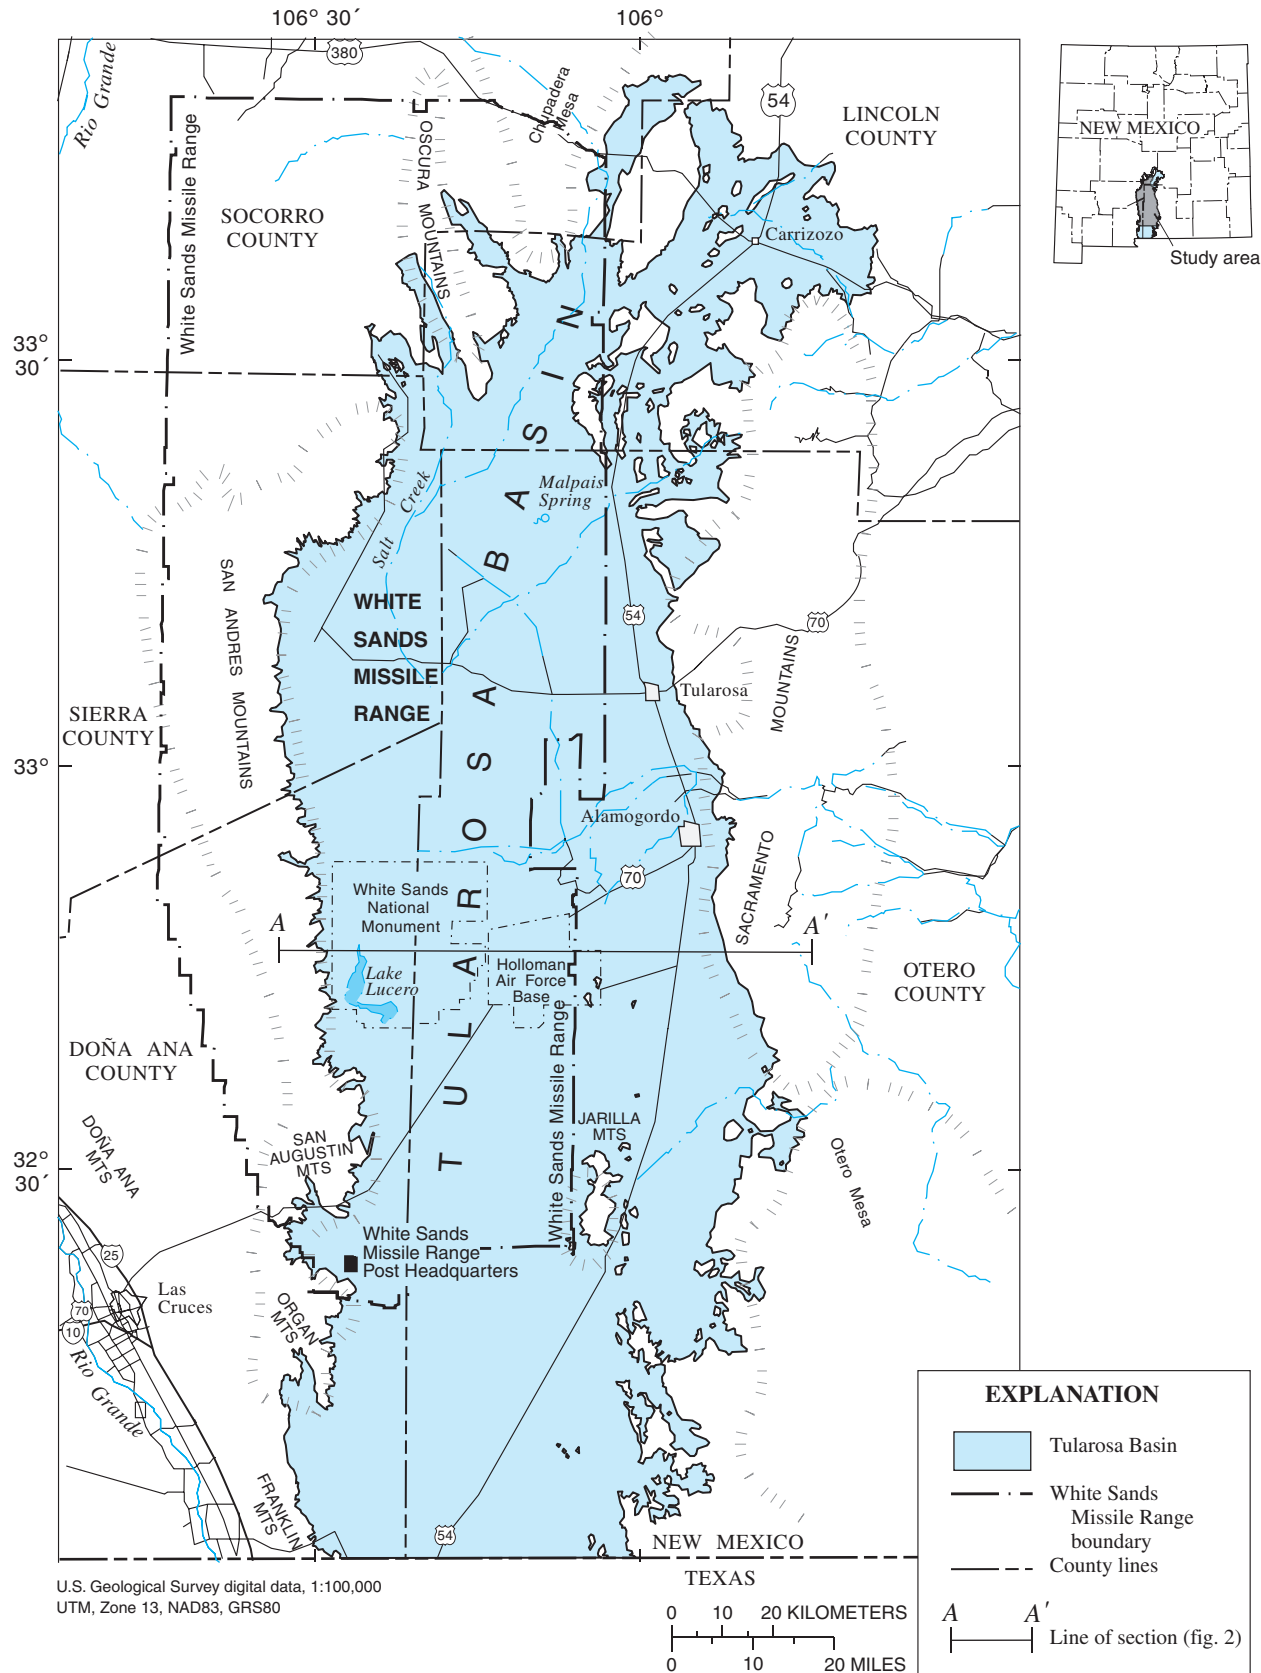 106° 30´
106°
Rio Grande
380
Chupadera
Mesa
54
LINCOLN
COUNTY
NEW MEXICO
Study area
White Sands Missile Range
OSCURA MOUNTAINS
SOCORRO
COUNTY
Carrizozo
33°
30´
TULAROSA BASIN
Malpais
Spring
Salt Creek
SAN ANDRES MOUNTAINS
WHITE
SANDS
MISSILE
RANGE
54
70
Tularosa
SACRAMENTO MOUNTAINS
SIERRA
COUNTY
33°
Alamogordo
70
White Sands
National
Monument
A
A′
Lake
Lucero
Holloman
Air Force
Base
OTERO
COUNTY
DOÑA ANA
COUNTY
White Sands Missile Range
JARILLA
MTS
DOÑA ANA
MTS
SAN
AUGUSTIN
MTS
Otero Mesa
32°
30´
White Sands
Missile Range
Post Headquarters
25
Las
Cruces
70
10
ORGAN
MTS
Rio Grande
FRANKLIN
MTS
54
NEW MEXICO
TEXAS
EXPLANATION
Tularosa Basin
White Sands
Missile Range
boundary
County lines
A A′
Line of section (fig. 2)
U.S. Geological Survey digital data, 1:100,000
UTM, Zone 13, NAD83, GRS80
0 10 20 KILOMETERS
0 10 20 MILES